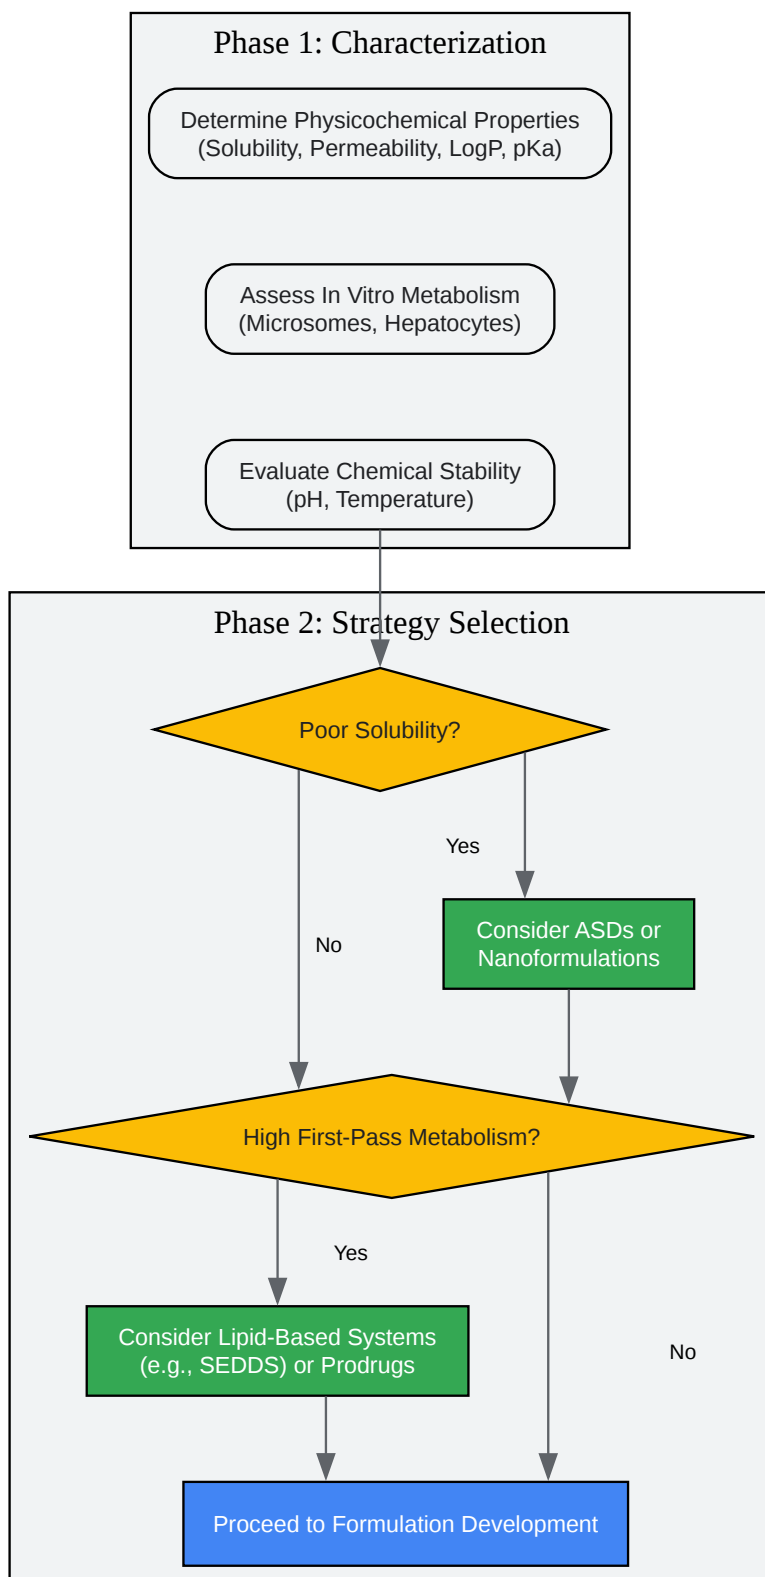 Phase 1: Characterization
Determine Physicochemical Properties
(Solubility, Permeability, LogP, pKa)
Assess In Vitro Metabolism
(Microsomes, Hepatocytes)
Evaluate Chemical Stability
(pH, Temperature)
Phase 2: Strategy Selection
Poor Solubility?
Yes
Consider ASDs or
Nanoformulations
No
High First-Pass Metabolism?
Yes
Consider Lipid-Based Systems
(e.g., SEDDS) or Prodrugs
No
Proceed to Formulation Development